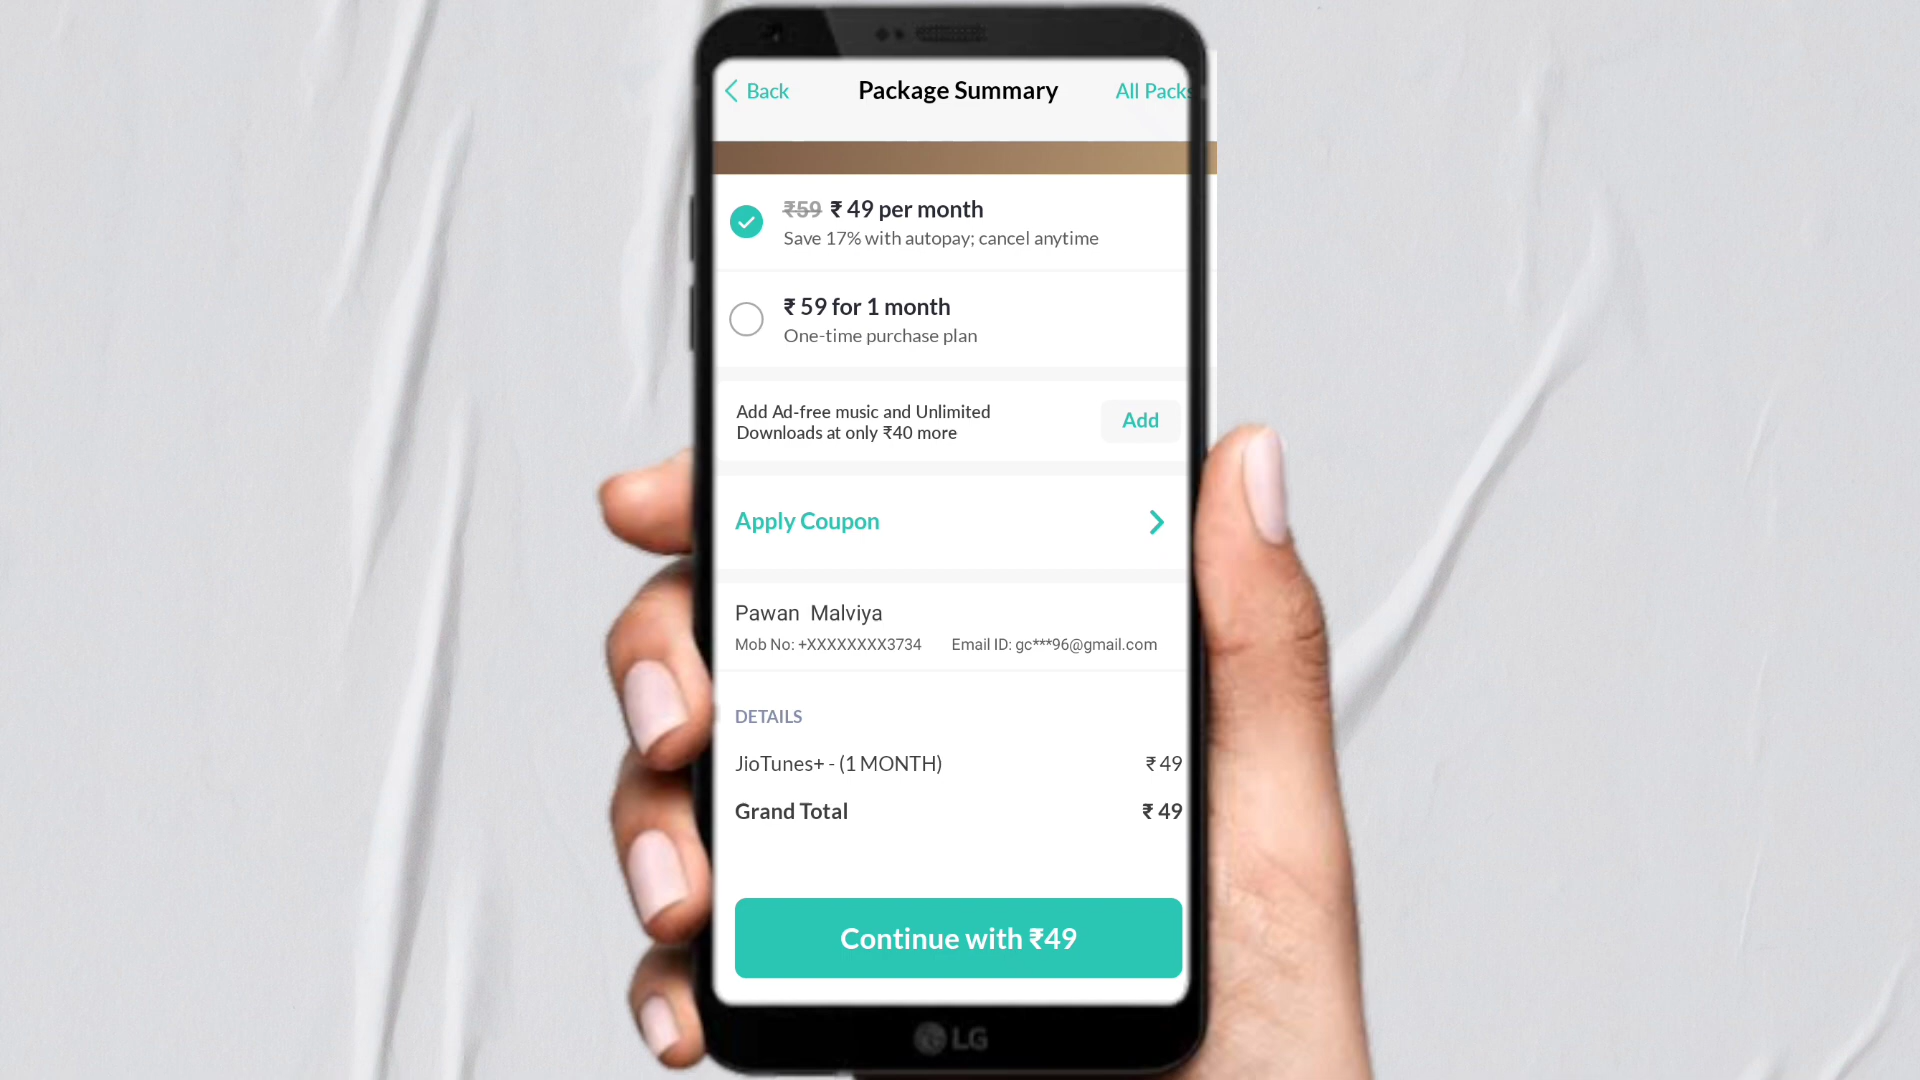 Back
Package Summary
All Packs
₹59 ₹ 49 per month
Save 17% with autopay; cancel anytime
₹ 59 for 1 month
One-time purchase plan
Add Ad-free music and Unlimited
Downloads at only ₹40 more
Add
Apply Coupon
Pawan Malviya
Mob No: +XXXXXXXX3734
Email ID: gc***96@gmail.com
DETAILS
JioTunes+ - (1 MONTH)
₹ 49
Grand Total
₹ 49
Continue with ₹49
LG